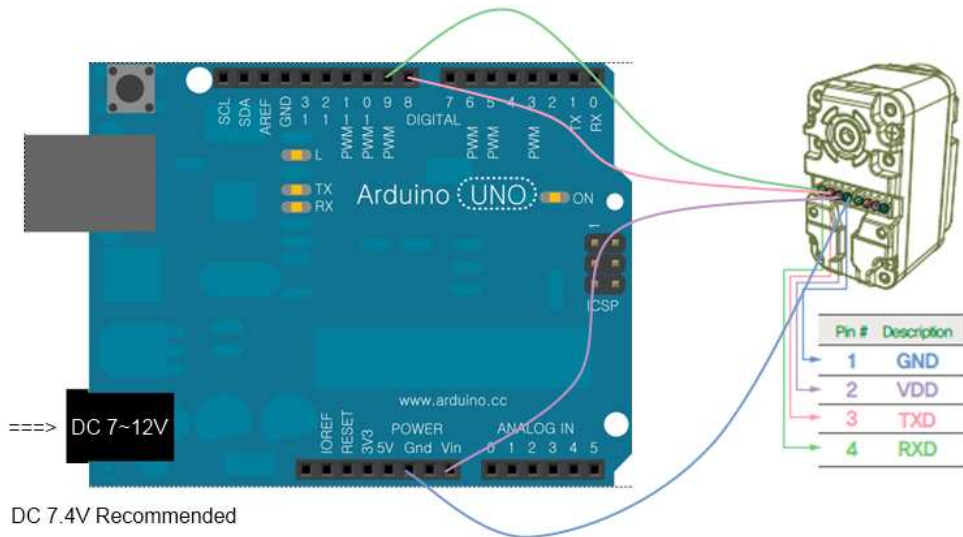 SCL
SDA
AREF
GND
13
12
11
10
9
8
7
6
5
4
3
2
1
0
PWM
PWM
PWM
DIGITAL
PWM
PWM
PWM
TX
RX
L
TX
RX
Arduino UNO
ON
1
ICSP
www.arduino.cc
===> DC 7~12V
IOREF
RESET
3V3
5V
Gnd
Vin
POWER
ANALOG IN
0
1
2
3
4
5
DC 7.4V Recommended
Pin # Description
1 GND
2 VDD
3 TXD
4 RXD